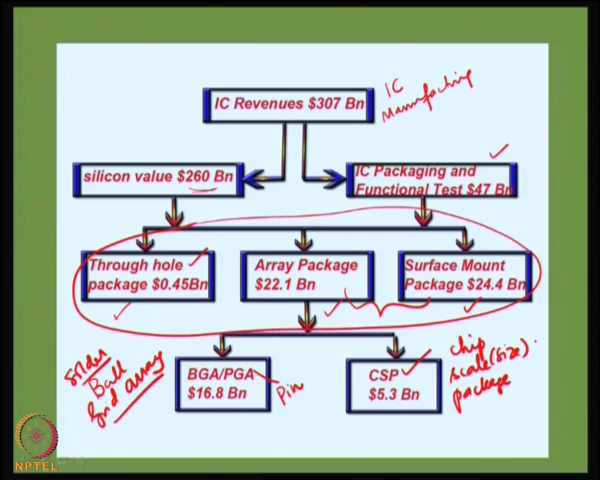 IC Revenues $307 Bn
IC
Manufaching
silicon value $260 Bn
IC Packaging and
Functional Test $47 Bn
Through hole
package $0.45Bn
Array Package
$22.1 Bn
Surface Mount
Package $24.4 Bn
solder
Ball
grid array
BGA/PGA
$16.8 Bn
Pin
CSP
$5.3 Bn
chip
scale(size).
package
NPTEL